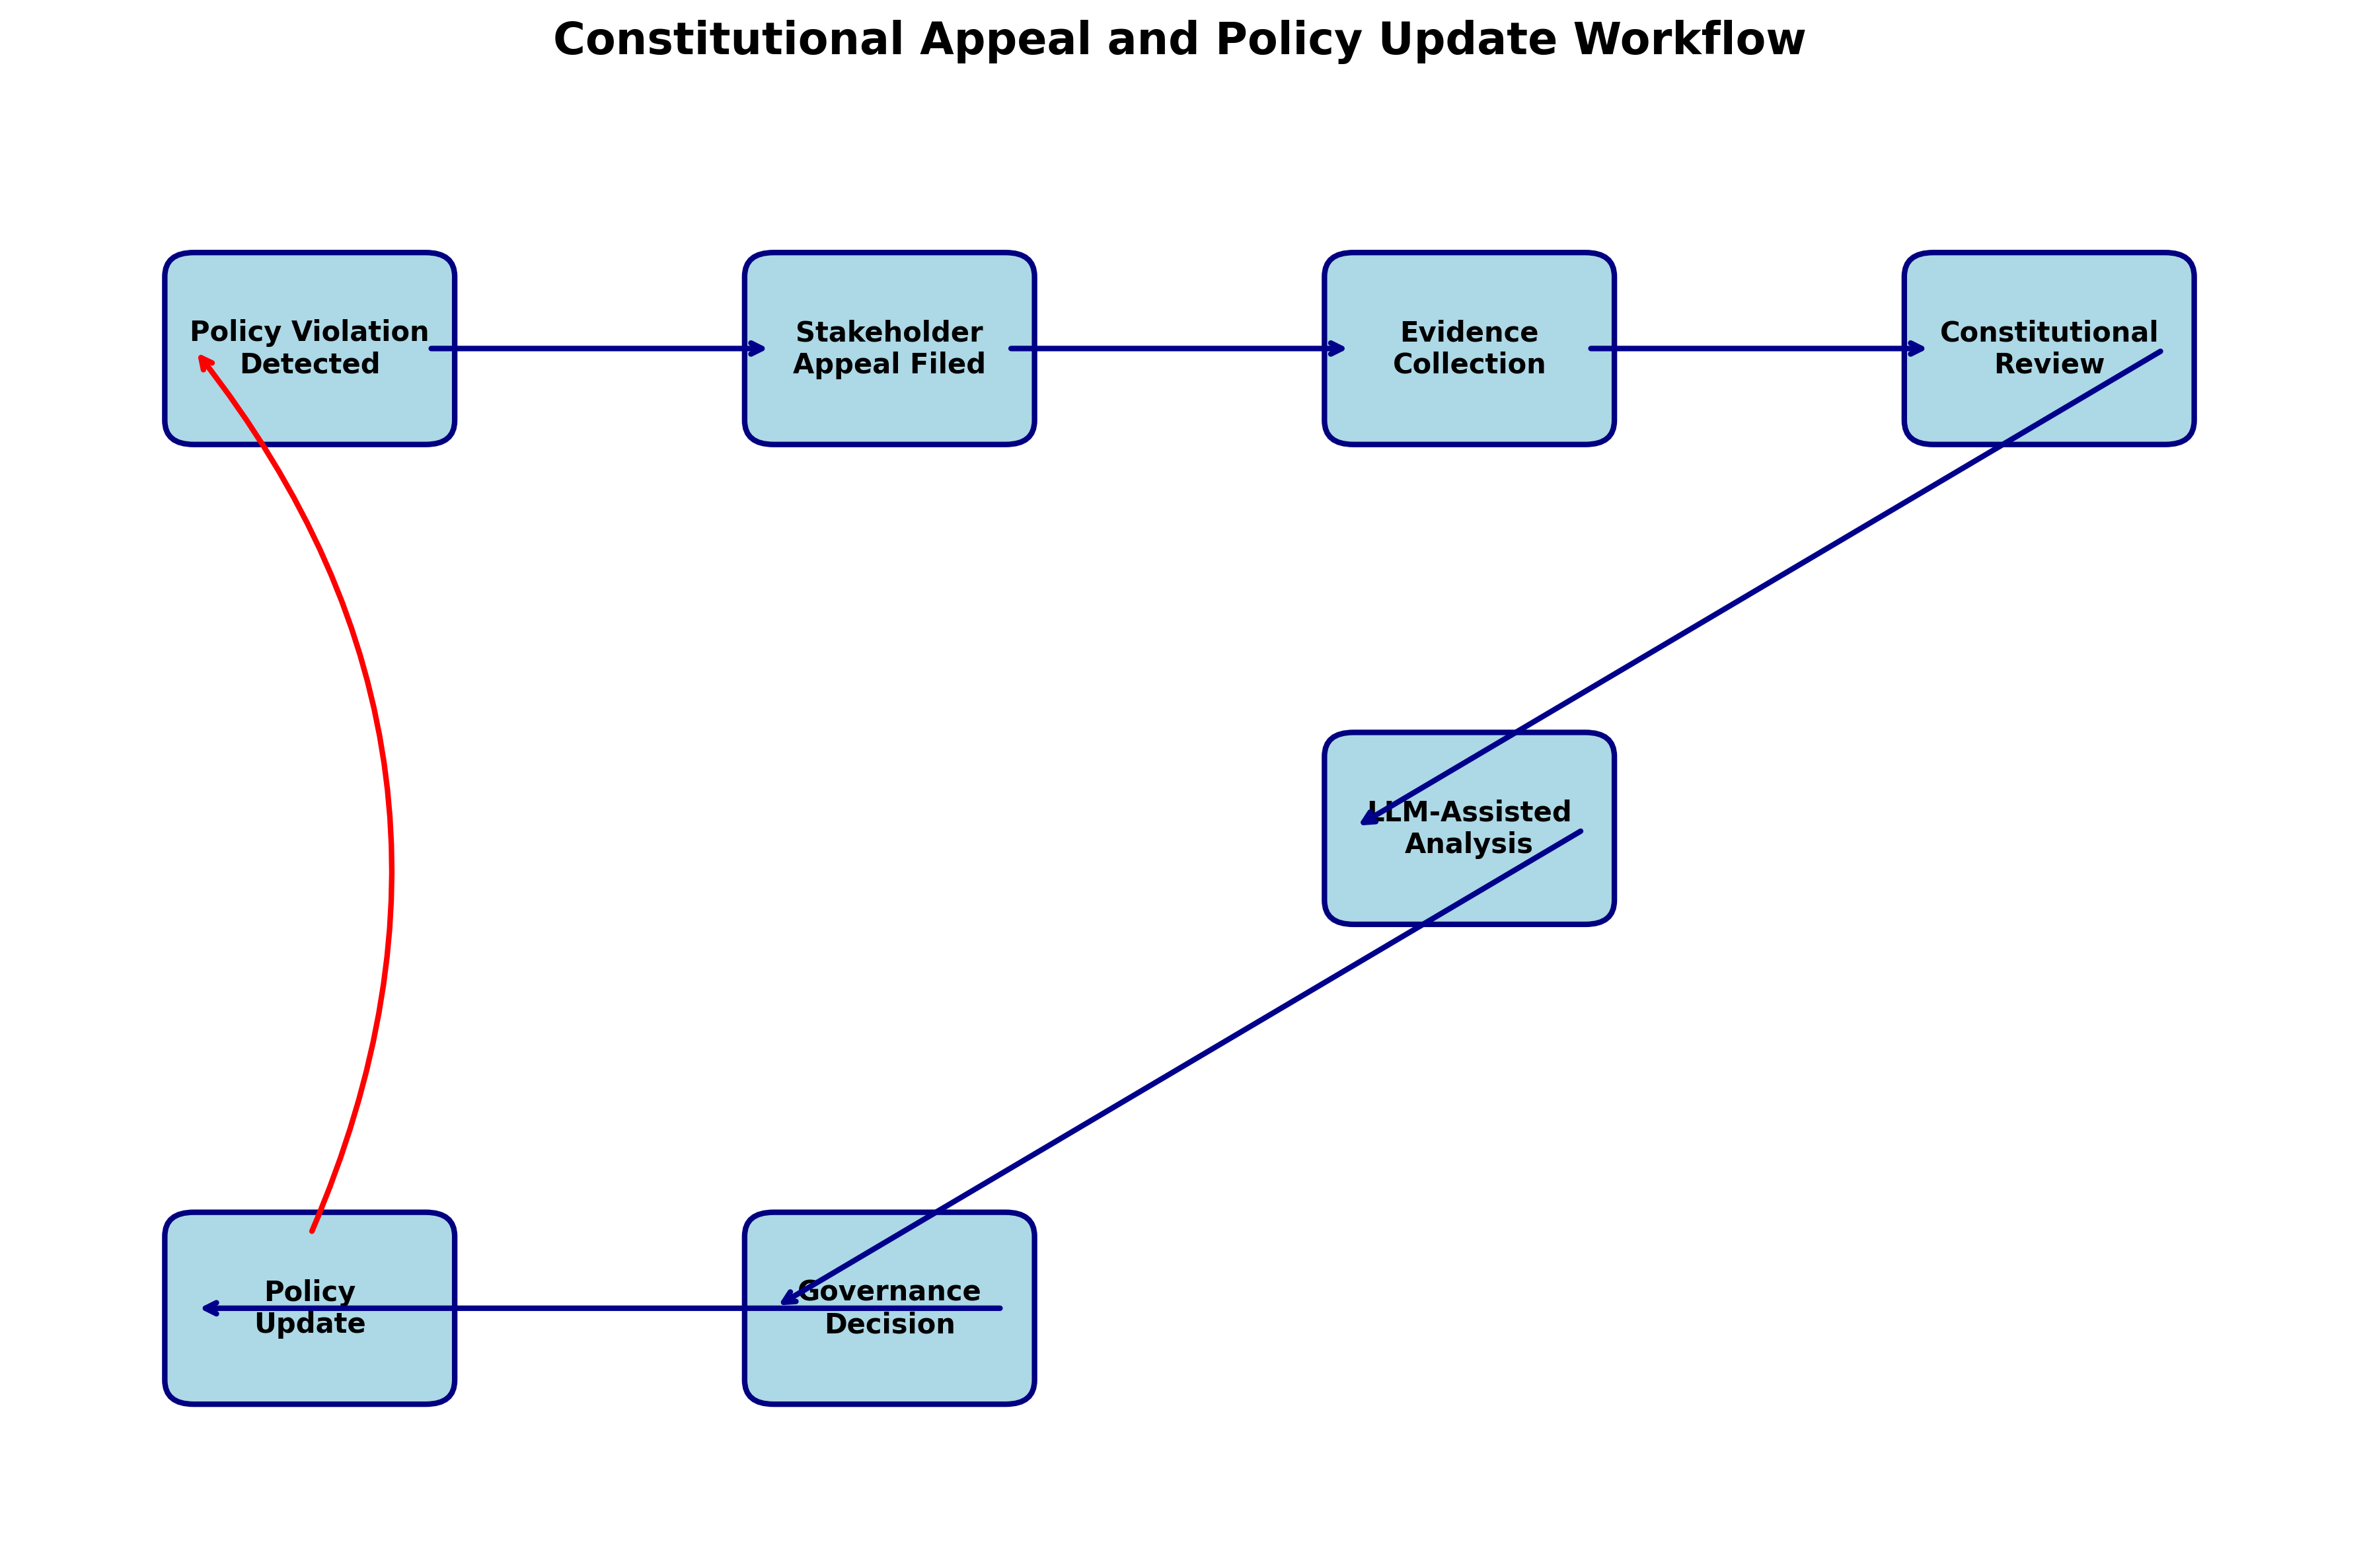 Constitutional Appeal and Policy Update Workflow
Policy Violation
Detected
Stakeholder
Appeal Filed
Evidence
Collection
Constitutional
Review
LLM-Assisted
Analysis
Policy
Update
Governance
Decision